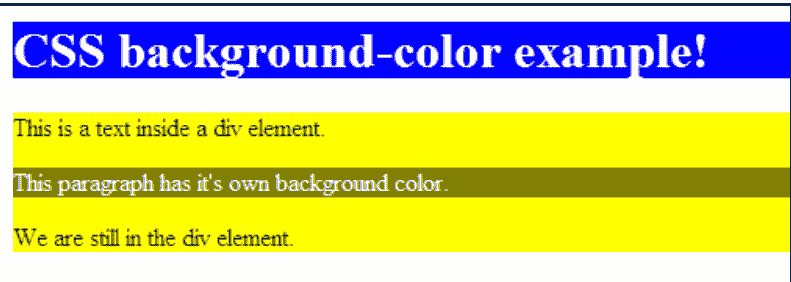 CSS background-color example!
This is a text inside a div element.
This paragraph has it's own background color.
We are still in the div element.